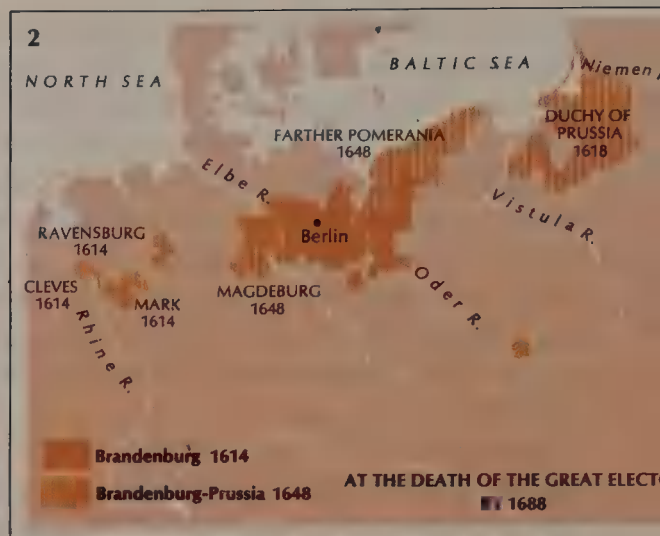 2
NORTH SEA
BALTIC SEA
Niemen
DUCHY OF
PRUSSIA
1618
FARTHER POMERANIA
1648
Elbe R.
Vistula R.
Berlin
RAVENSBURG
1614
CLEVES
1614
MARK
1614
MAGDEBURG
1648
Oder R.
Rhine R.
Brandenburg 1614
Brandenburg-Prussia 1648
AT THE DEATH OF THE GREAT ELECTO
1688